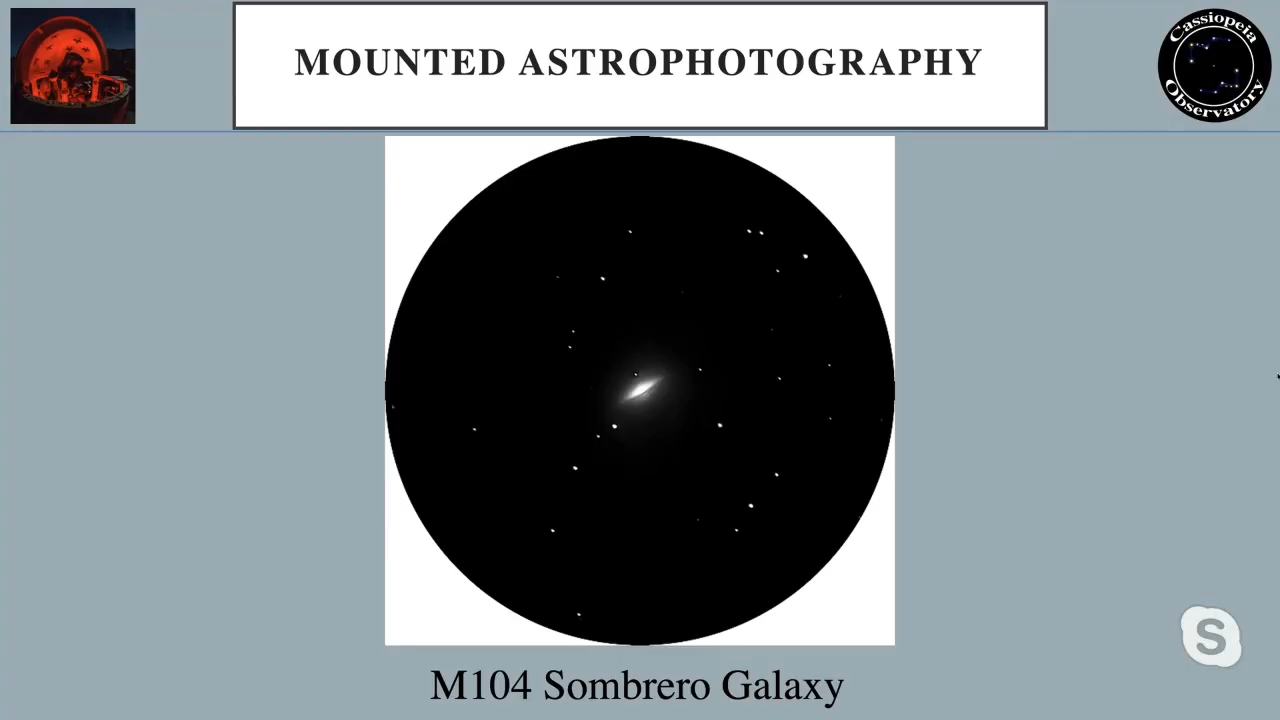 MOUNTED ASTROPHOTOGRAPHY
Cassiopeia
Observatory
S
M104 Sombrero Galaxy